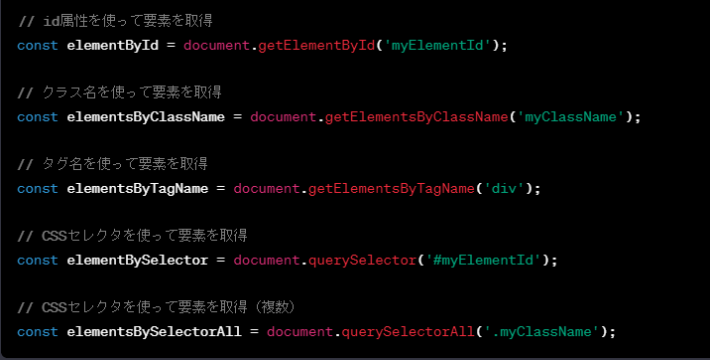 // id属性を使って要素を取得
const elementById = document.getElementById('myElementId');
// クラス名を使って要素を取得
const elementsByClassName = document.getElementsByClassName('myClassName');
// タグ名を使って要素を取得
const elementsByTagName = document.getElementsByTagName('div');
// CSSセレクタを使って要素を取得
const elementBySelector = document.querySelector('#myElementId');
// CSSセレクタを使って要素を取得（複数）
const elementsBySelectorAll = document.querySelectorAll('.myClassName');